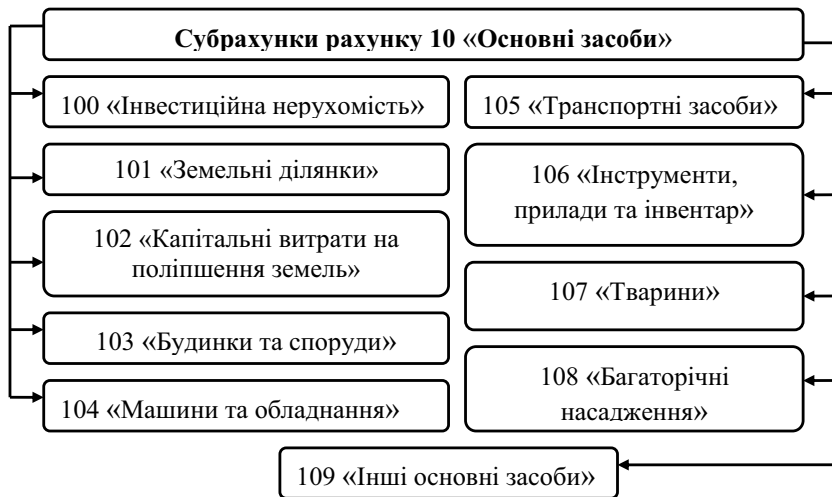 Субрахунки рахунку 10 «Основні засоби»
100 «Інвестиційна нерухомість»
101 «Земельні ділянки»
102 «Капітальні витрати на
поліпшення земель»
103 «Будинки та споруди»
104 «Машини та обладнання»
105 «Транспортні засоби»
106 «Інструменти,
прилади та інвентар»
107 «Тварини»
108 «Багаторічні
насадження»
109 «Інші основні засоби»